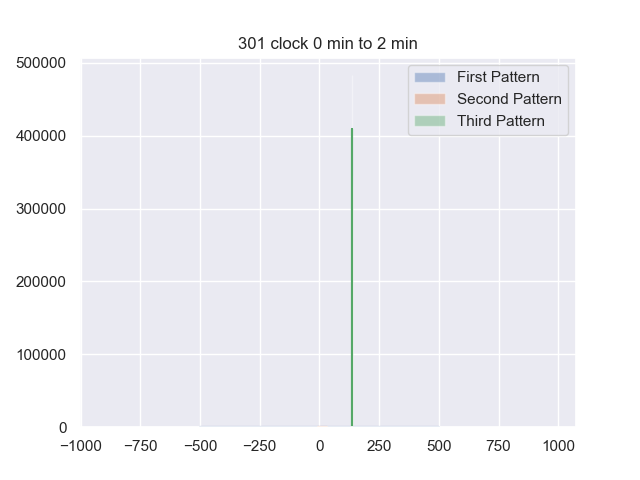 301 clock 0 min to 2 min
500000
400000
300000
200000
100000
0
First Pattern
Second Pattern
Third Pattern
−1000 −750 −500 −250 0 250 500 750 1000